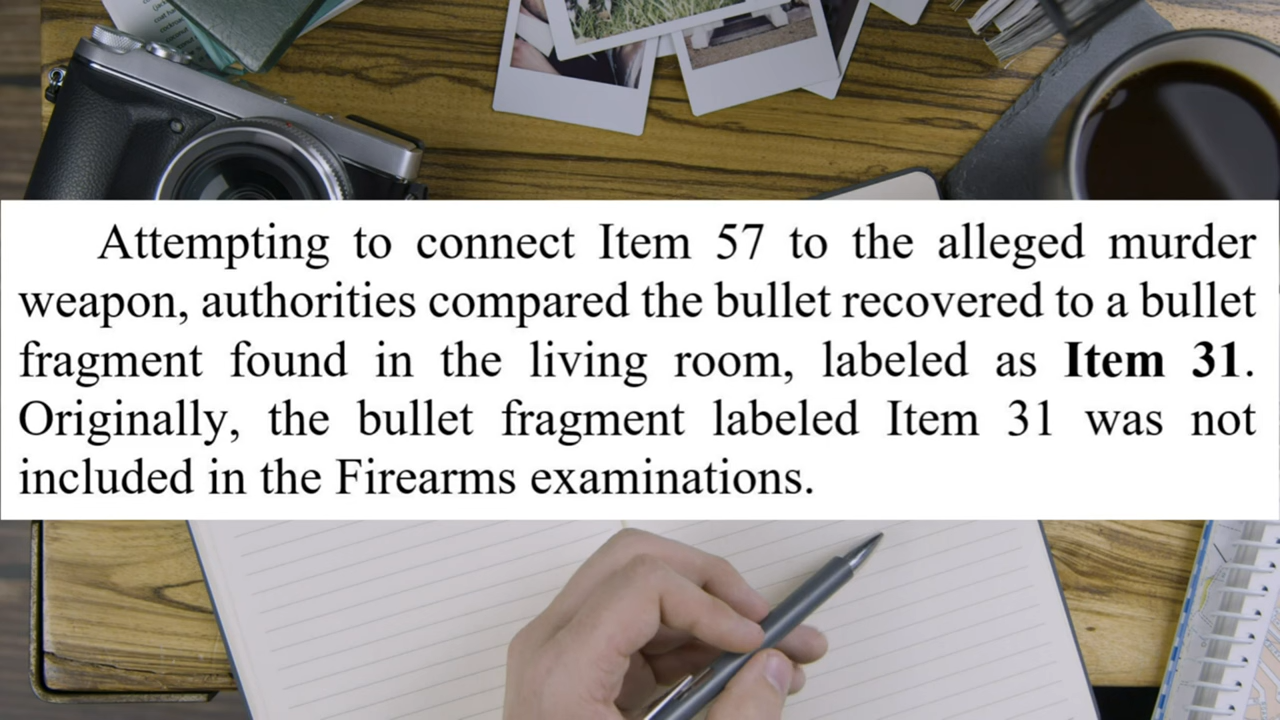 Attempting to connect Item 57 to the alleged murder
weapon, authorities compared the bullet recovered to a bullet
fragment found in the living room, labeled as Item 31.
Originally, the bullet fragment labeled Item 31 was not
included in the Firearms examinations.